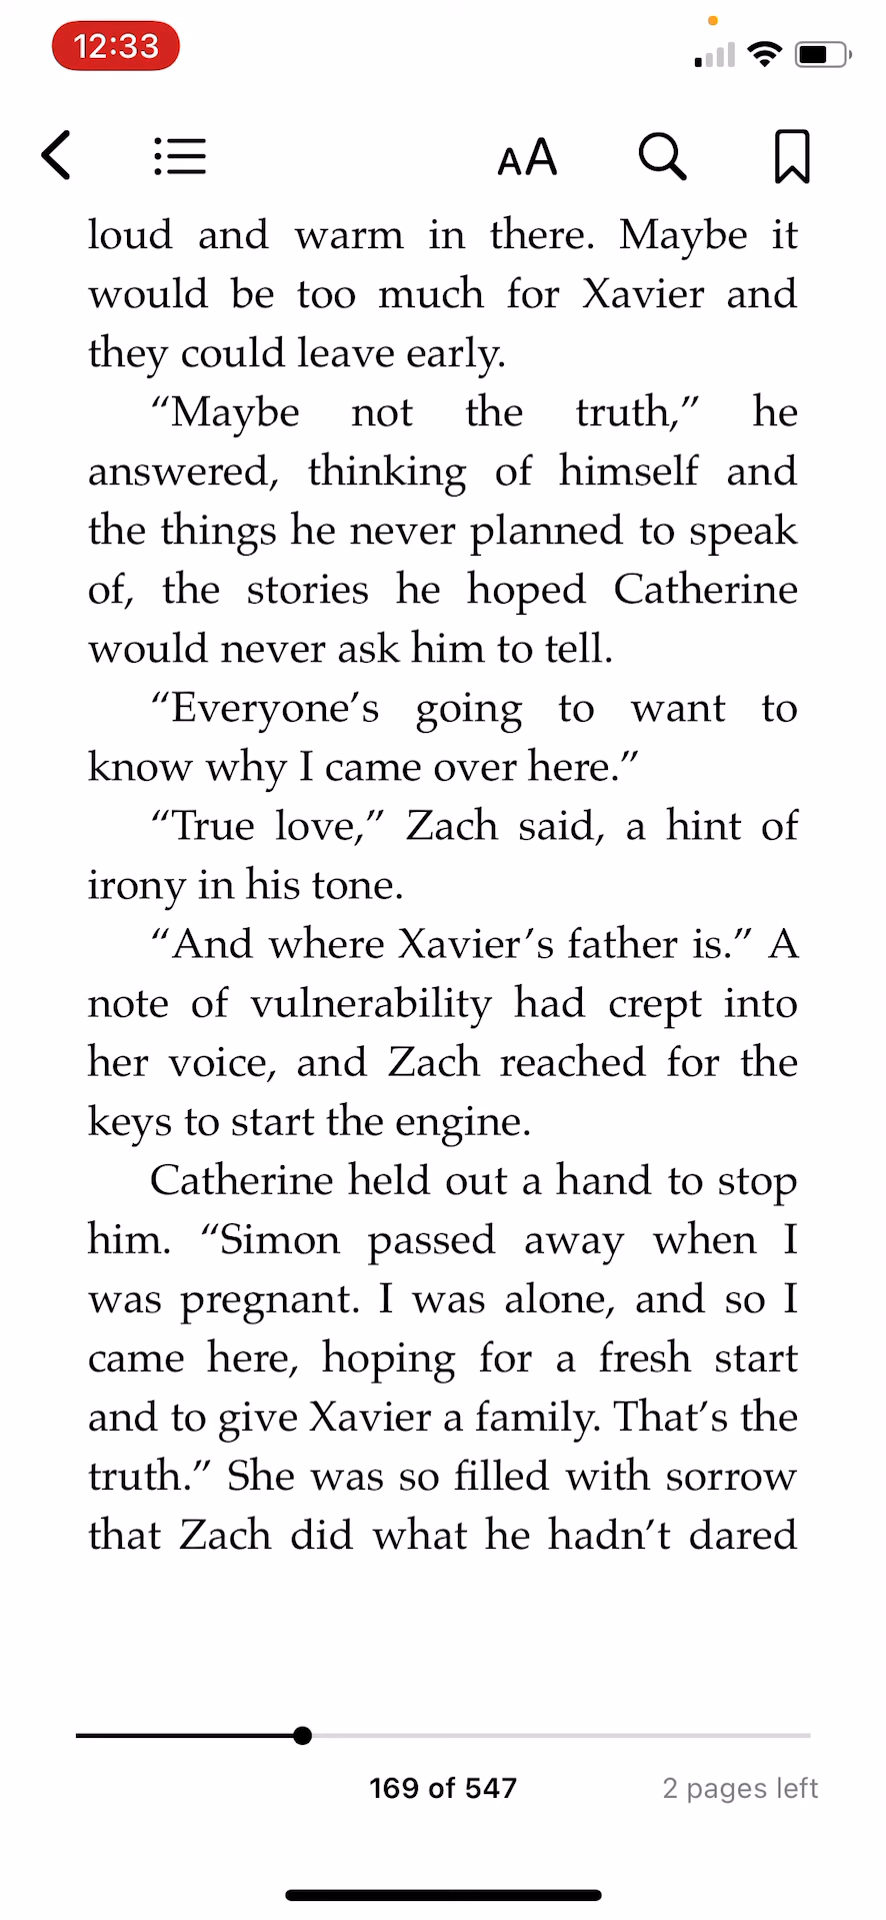 12:33
AA
loud and warm in there. Maybe it
would be too much for Xavier and
they could leave early.
“Maybe not the truth,” he
answered, thinking of himself and
the things he never planned to speak
of, the stories he hoped Catherine
would never ask him to tell.
“Everyone’s going to want to
know why I came over here.”
“True love,” Zach said, a hint of
irony in his tone.
“And where Xavier’s father is.” A
note of vulnerability had crept into
her voice, and Zach reached for the
keys to start the engine.
Catherine held out a hand to stop
him. “Simon passed away when I
was pregnant. I was alone, and so I
came here, hoping for a fresh start
and to give Xavier a family. That’s the
truth.” She was so filled with sorrow
that Zach did what he hadn’t dared
169 of 547
2 pages left